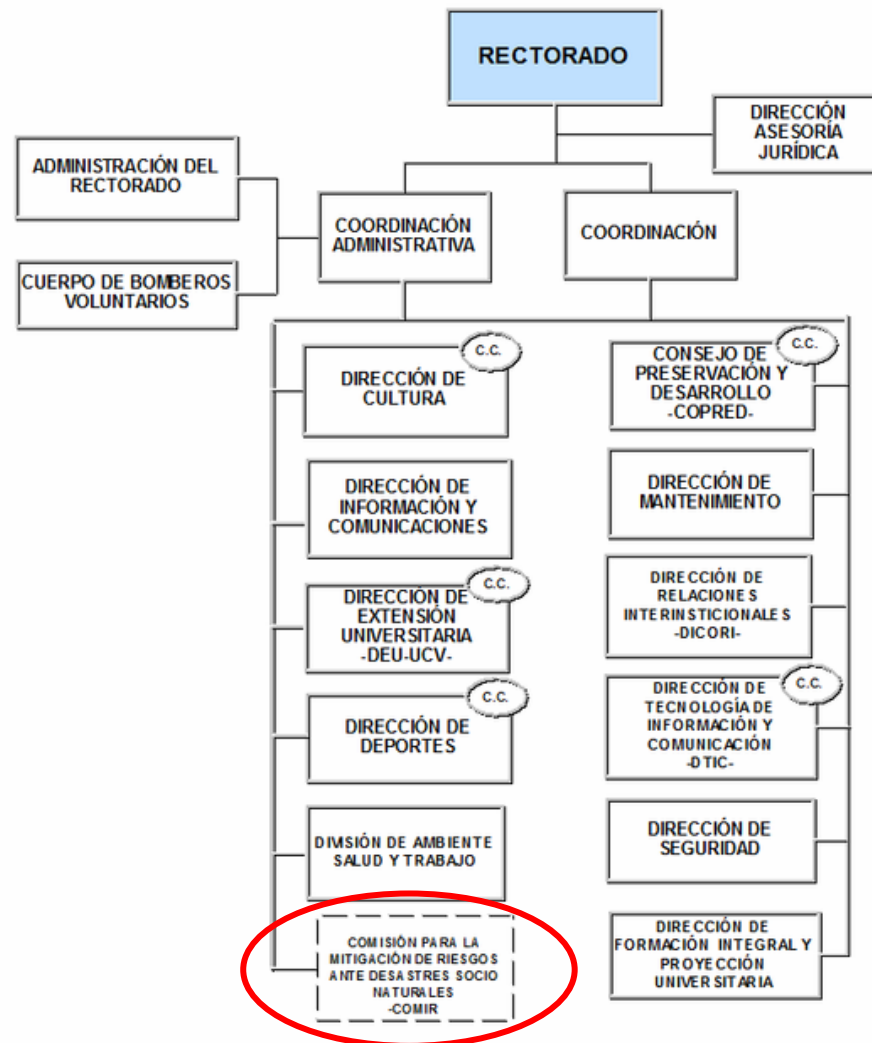 RECTORADO
DIRECCIÓN
ASESORÍA
JURÍDICA
ADMINISTRACIÓN DEL
RECTORADO
COORDINACIÓN
ADMINISTRATIVA
COORDINACIÓN
CUERPO DE BOMBEROS
VOLUNTARIOS
C.C.
DIRECCIÓN DE
CULTURA
C.C.
CONSEJO DE
PRESERVACIÓN Y
DESARROLLO
-COPRED-
DIRECCIÓN DE
INFORMACIÓN Y
COMUNICACIONES
DIRECCIÓN DE
MANTENIMIENTO
C.C.
DIRECCIÓN DE
EXTENSIÓN
UNIVERSITARIA
-DEU-UCV-
DIRECCIÓN DE
RELACIONES
INTERINSTICIONALES
-DICORI-
C.C.
DIRECCIÓN DE
DEPORTES
C.C.
DIRECCIÓN DE
TECNOLOGÍA DE
INFORMACIÓN Y
COMUNICACIÓN
-DTIC-
DIVISIÓN DE AMBIENTE
SALUD Y TRABAJO
DIRECCIÓN DE
SEGURIDAD
COMISIÓN PARA LA
MITIGACIÓN DE RIESGOS
ANTE DESASTRES SOCIO
NATURALES
-COMIR
DIRECCIÓN DE
FORMACIÓN INTEGRAL Y
PROYECCIÓN
UNIVERSITARIA